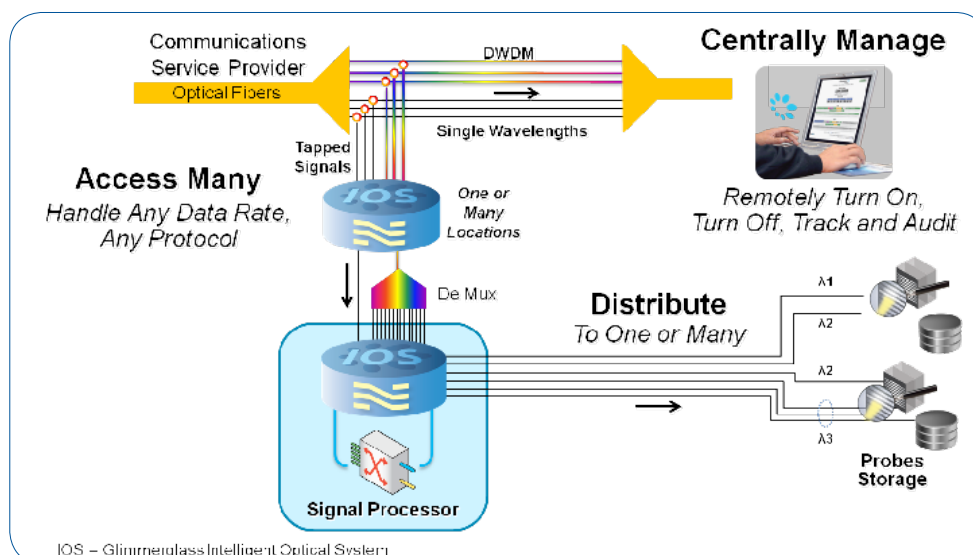 Communications
Service Provider
Optical Fibers
DWDM
Single Wavelengths
Tapped
Signals
Centrally Manage
Remotely Turn On,
Turn Off, Track and Audit
Access Many
Handle Any Data Rate,
Any Protocol
IOS
One or
Many
Locations
De Mux
Distribute
To One or Many
IOS
Signal Processor
λ1
λ2
λ2
λ3
Probes
Storage
IOS – Glimmerglass Intelligent Optical System